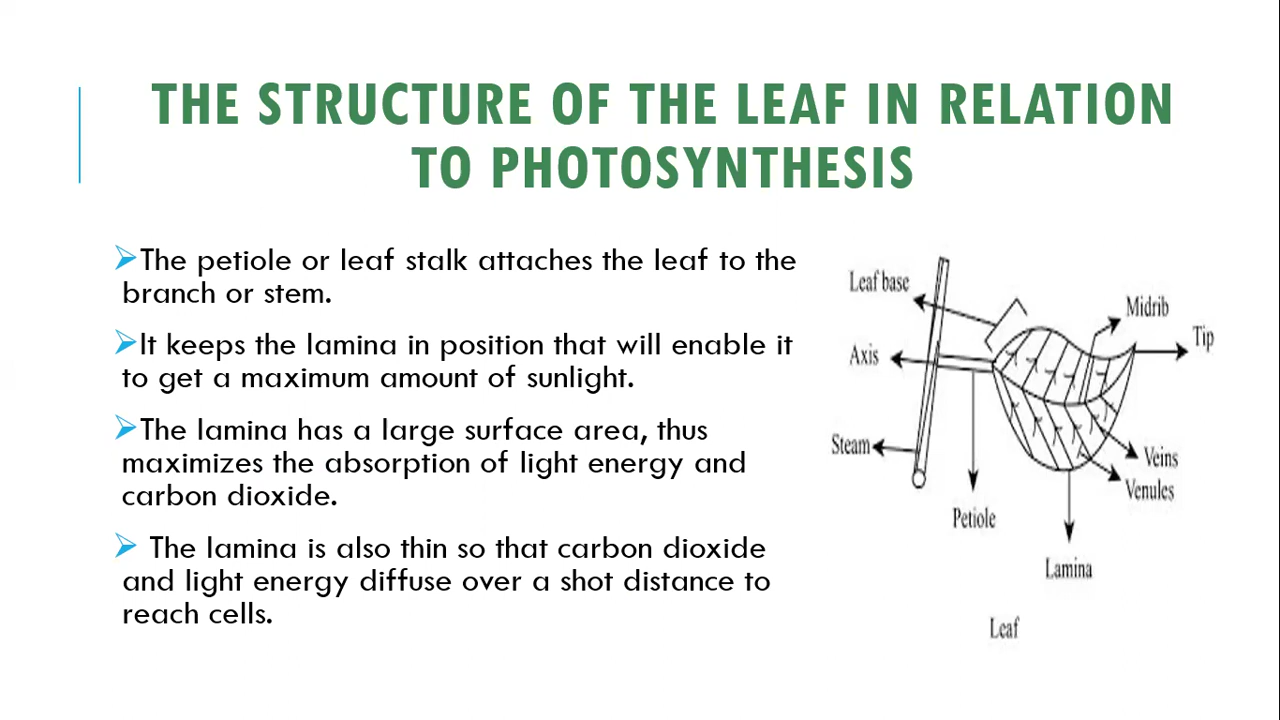 THE STRUCTURE OF THE LEAF IN RELATION
TO PHOTOSYNTHESIS
➢The petiole or leaf stalk attaches the leaf to the
branch or stem.
➢It keeps the lamina in position that will enable it
to get a maximum amount of sunlight.
➢The lamina has a large surface area, thus
maximizes the absorption of light energy and
carbon dioxide.
➢ The lamina is also thin so that carbon dioxide
and light energy diffuse over a shot distance to
reach cells.
Leaf base
Midrib
Tip
Axis
Steam
Veins
Venules
Petiole
Lamina
Leaf